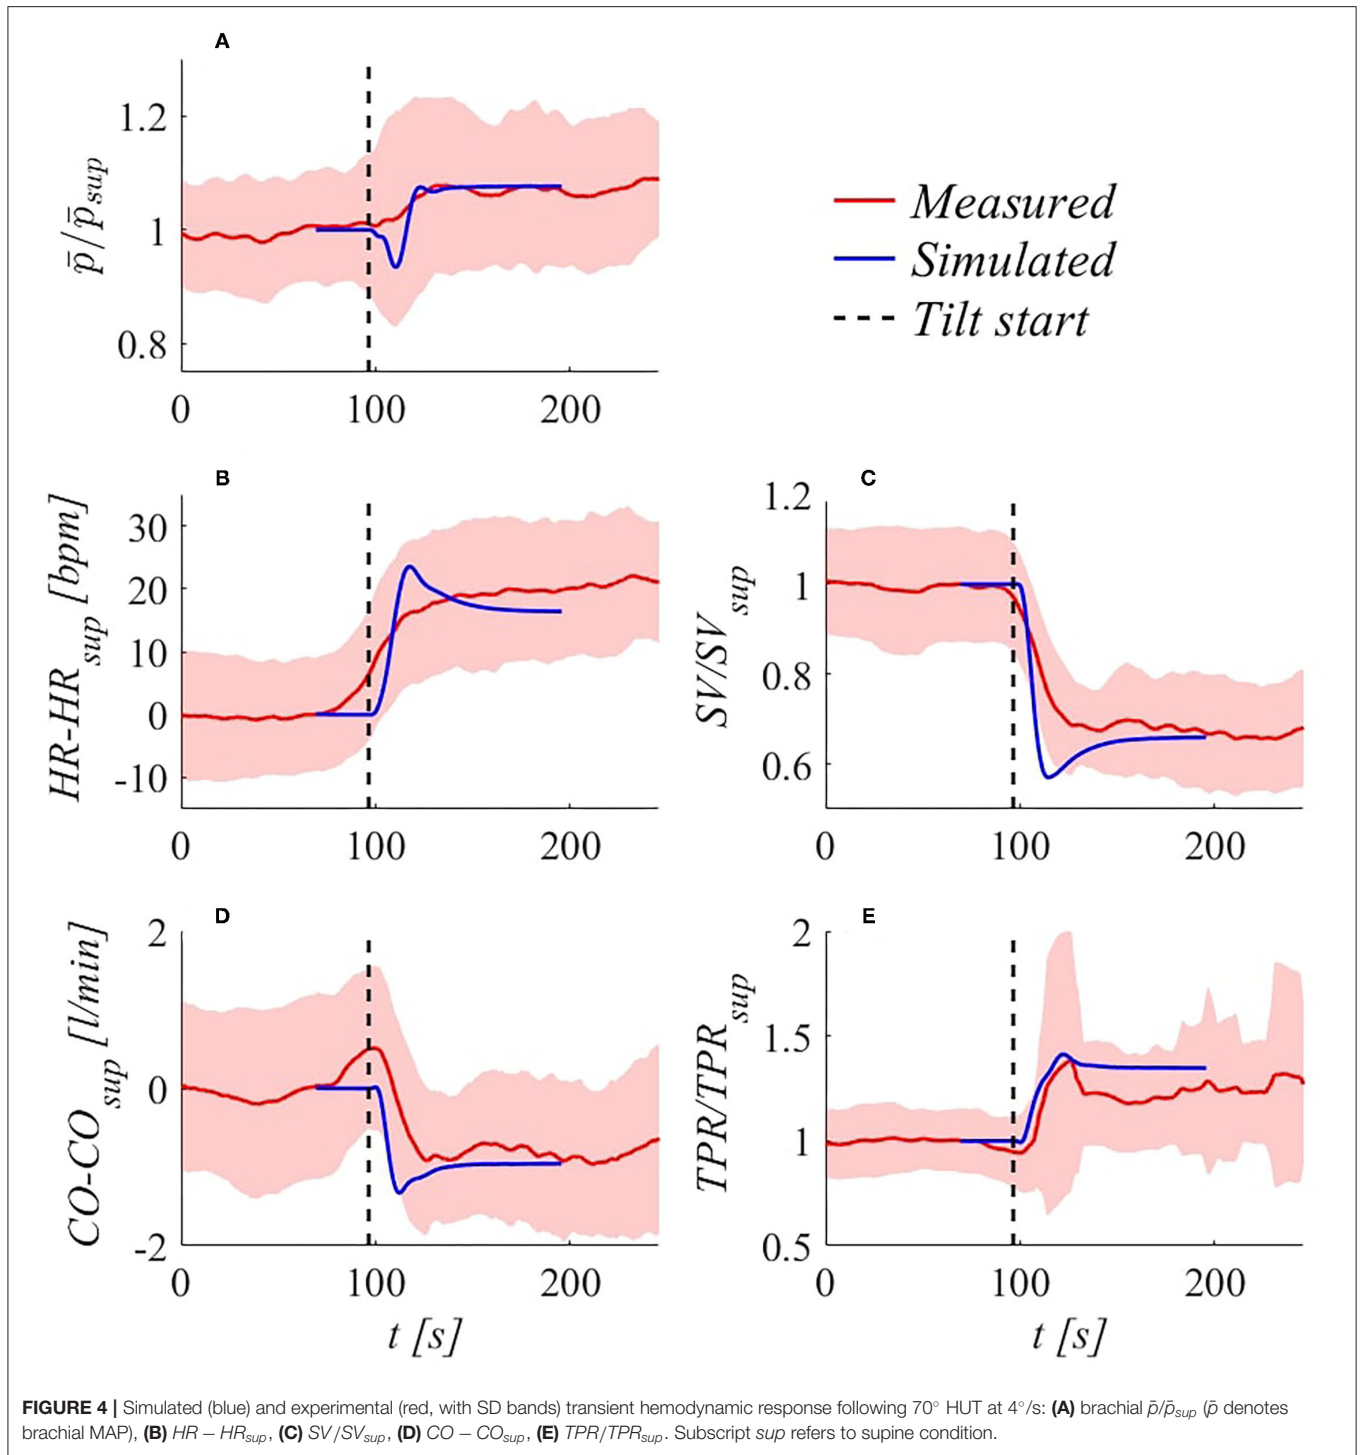 A
1.2
1
0.8
p̄/p̄sup
0 100 200
Measured
Simulated
Tilt start
B
30
20
10
0
-10
HR-HRsup [bpm]
0 100 200
C
1.2
1
0.8
0.6
SV/SVsup
0 100 200
D
2
0
-2
CO-COsup [l/min]
0 100 200
t [s]
E
2
1.5
1
0.5
TPR/TPRsup
0 100 200
t [s]
FIGURE 4 | Simulated (blue) and experimental (red, with SD bands) transient hemodynamic response following 70° HUT at 4°/s: (A) brachial p̄/p̄sup (p̄ denotes
brachial MAP), (B) HR − HRsup, (C) SV/SVsup, (D) CO − COsup, (E) TPR/TPRsup. Subscript sup refers to supine condition.